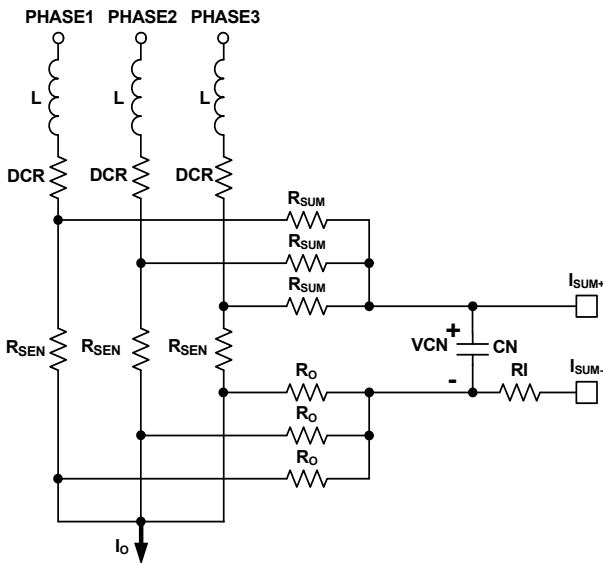 PHASE1 PHASE2 PHASE3
L L L
DCR DCR DCR
RSUM
RSUM
ISUM+
RSUM
+
RSEN RSEN RSEN VCN CN
ISUM-
RO - RI
RO
RO
IO